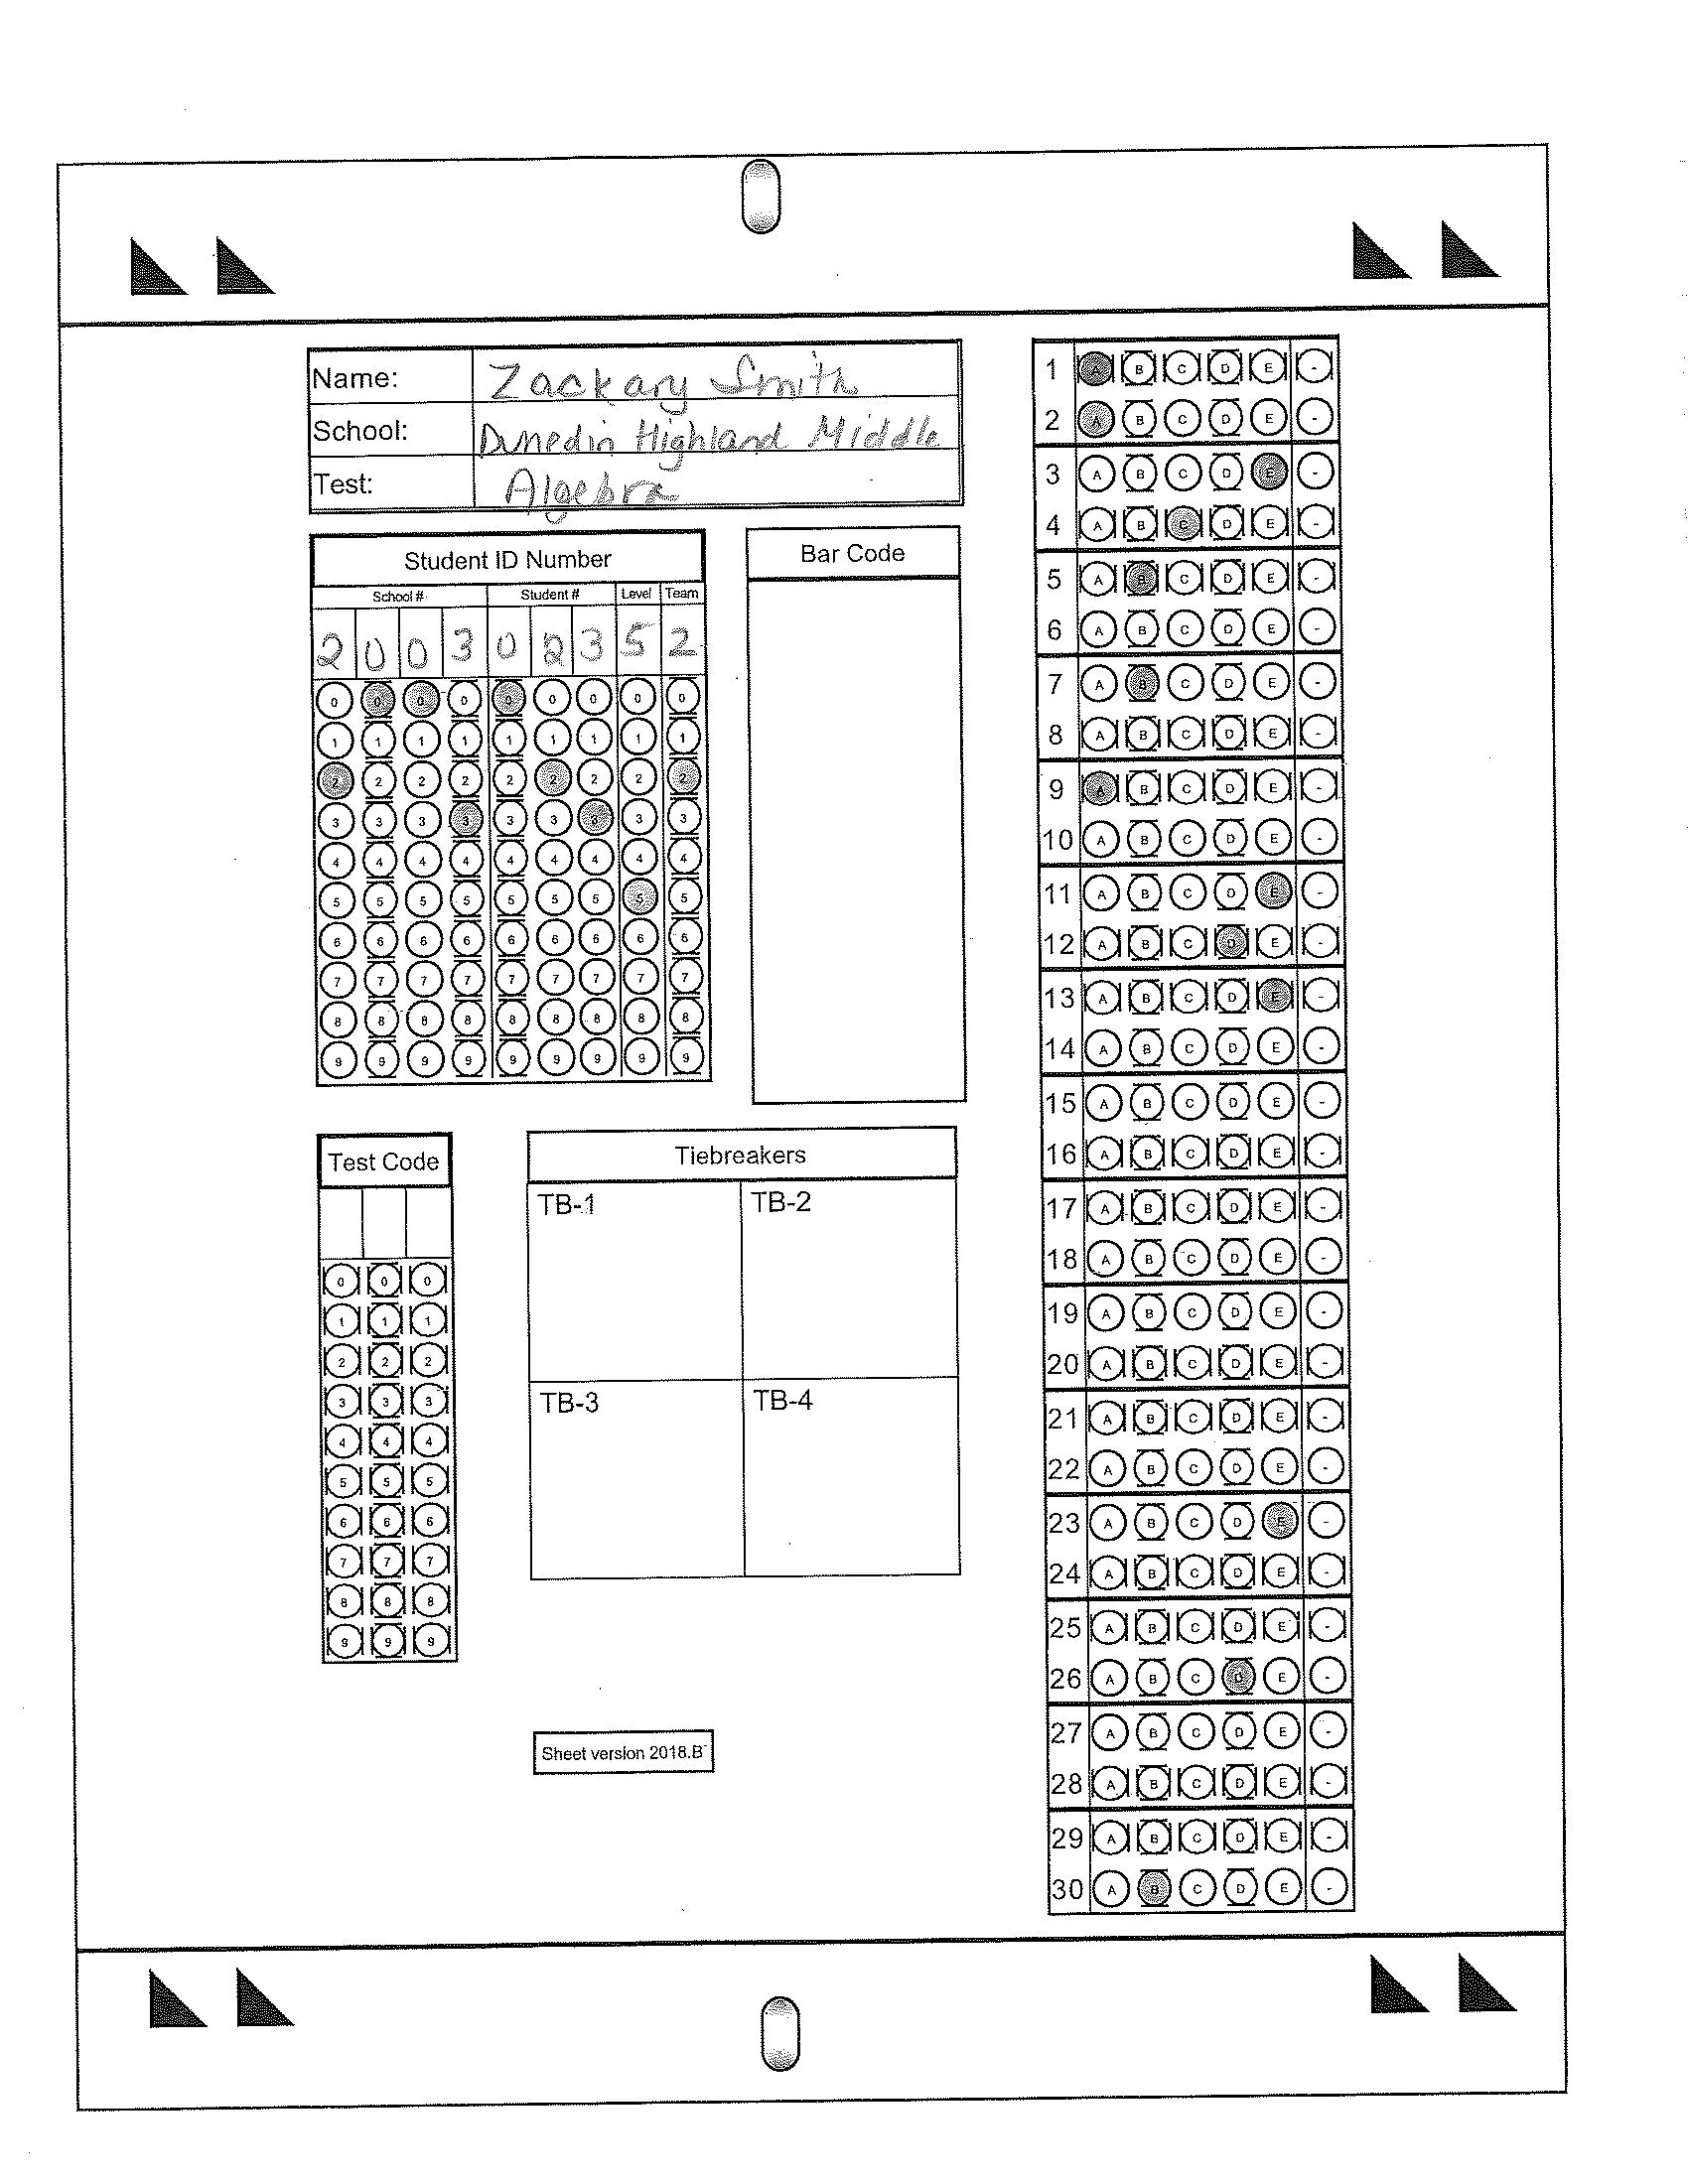 Name: Zackary Smith
School: Dunedin Highland Middle
Test: Algebra
Student ID Number
School # Student # Level Team
2 0 0 3 0 2 3 5 2
0 0 0 0 0 0 0 0 0
1 1 1 1 1 1 1 1 1
2 2 2 2 2 2 2 2 2
3 3 3 3 3 3 3 3 3
4 4 4 4 4 4 4 4 4
5 5 5 5 5 5 5 5 5
6 6 6 6 6 6 6 6 6
7 7 7 7 7 7 7 7 7
8 8 8 8 8 8 8 8 8
9 9 9 9 9 9 9 9 9
Bar Code
Test Code
0 0 0
1 1 1
2 2 2
3 3 3
4 4 4
5 5 5
6 6 6
7 7 7
8 8 8
9 9 9
Tiebreakers
TB-1 TB-2
TB-3 TB-4
Sheet version 2018.B
1 A B C D E -
2 A B C D E -
3 A B C D E -
4 A B C D E -
5 A B C D E -
6 A B C D E -
7 A B C D E -
8 A B C D E -
9 A B C D E -
10 A B C D E -
11 A B C D E -
12 A B C D E -
13 A B C D E -
14 A B C D E -
15 A B C D E -
16 A B C D E -
17 A B C D E -
18 A B C D E -
19 A B C D E -
20 A B C D E -
21 A B C D E -
22 A B C D E -
23 A B C D E -
24 A B C D E -
25 A B C D E -
26 A B C D E -
27 A B C D E -
28 A B C D E -
29 A B C D E -
30 A B C D E -